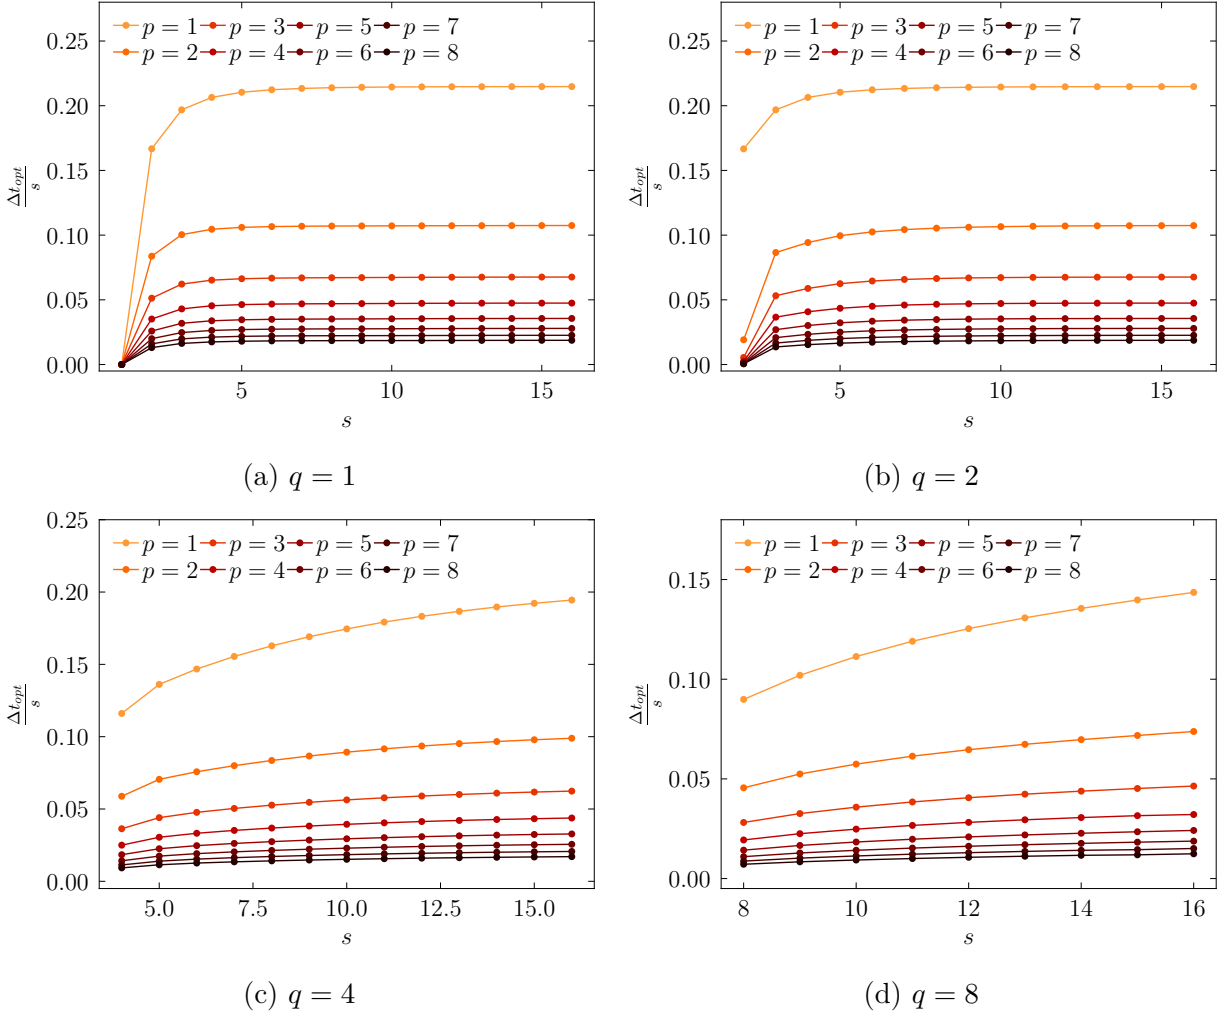 p = 1 p = 3 p = 5 p = 7
p = 2 p = 4 p = 6 p = 8
0.25
0.20
0.15
0.10
0.05
0.00
Δt_opt / s
5 10 15
s
(a) q = 1
p = 1 p = 3 p = 5 p = 7
p = 2 p = 4 p = 6 p = 8
0.25
0.20
0.15
0.10
0.05
0.00
Δt_opt / s
5 10 15
s
(b) q = 2
0.25
p = 1 p = 3 p = 5 p = 7
p = 2 p = 4 p = 6 p = 8
0.20
0.15
0.10
0.05
0.00
Δt_opt / s
5.0 7.5 10.0 12.5 15.0
s
(c) q = 4
p = 1 p = 3 p = 5 p = 7
p = 2 p = 4 p = 6 p = 8
0.15
0.10
0.05
0.00
Δt_opt / s
8 10 12 14 16
s
(d) q = 8